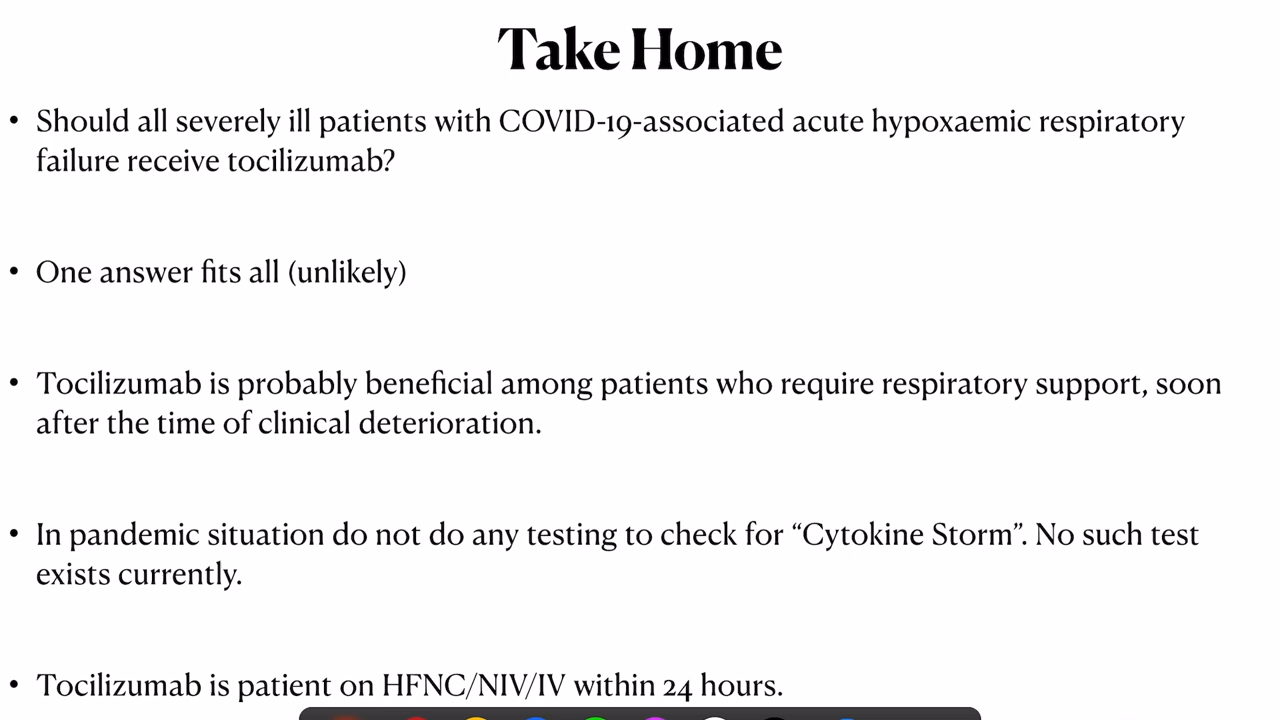 Take Home
• Should all severely ill patients with COVID-19-associated acute hypoxaemic respiratory
failure receive tocilizumab?
• One answer fits all (unlikely)
• Tocilizumab is probably beneficial among patients who require respiratory support, soon
after the time of clinical deterioration.
• In pandemic situation do not do any testing to check for “Cytokine Storm”. No such test
exists currently.
• Tocilizumab is patient on HFNC/NIV/IV within 24 hours.